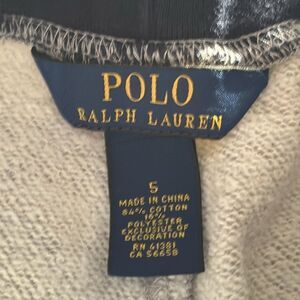 POLO
RALPH LAUREN
5
MADE IN CHINA
84% COTTON
16%
POLYESTER
EXCLUSIVE OF
DECORATION
RN 41381
CA 56658